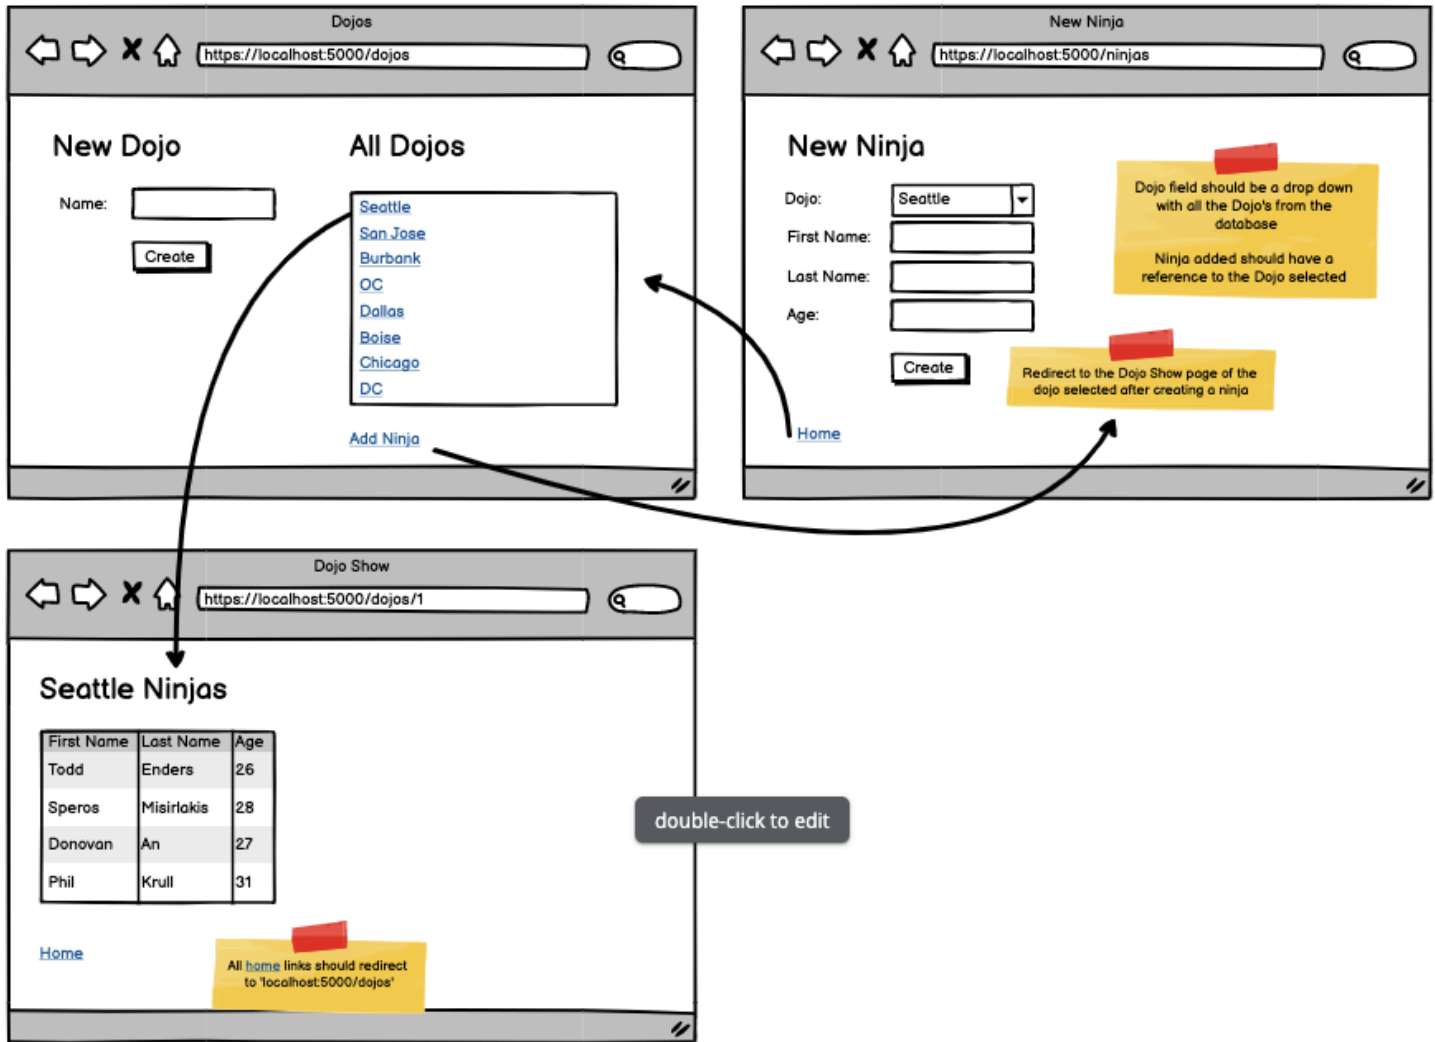 Dojos
https://localhost:5000/dojos
New Dojo
Name:
Create
All Dojos
Seattle
San Jose
Burbank
OC
Dallas
Boise
Chicago
DC
Add Ninja
New Ninja
https://localhost:5000/ninjas
New Ninja
Dojo:
Seattle
First Name:
Last Name:
Age:
Create
Home
Dojo field should be a drop down
with all the Dojo's from the
database
Ninja added should have a
reference to the Dojo selected
Redirect to the Dojo Show page of the
dojo selected after creating a ninja
Dojo Show
https://localhost:5000/dojos/1
Seattle Ninjas
First Name Last Name Age
Todd Enders 26
Speros Misirlakis 28
Donovan An 27
Phil Krull 31
Home
All home links should redirect
to 'localhost:5000/dojos'
double-click to edit